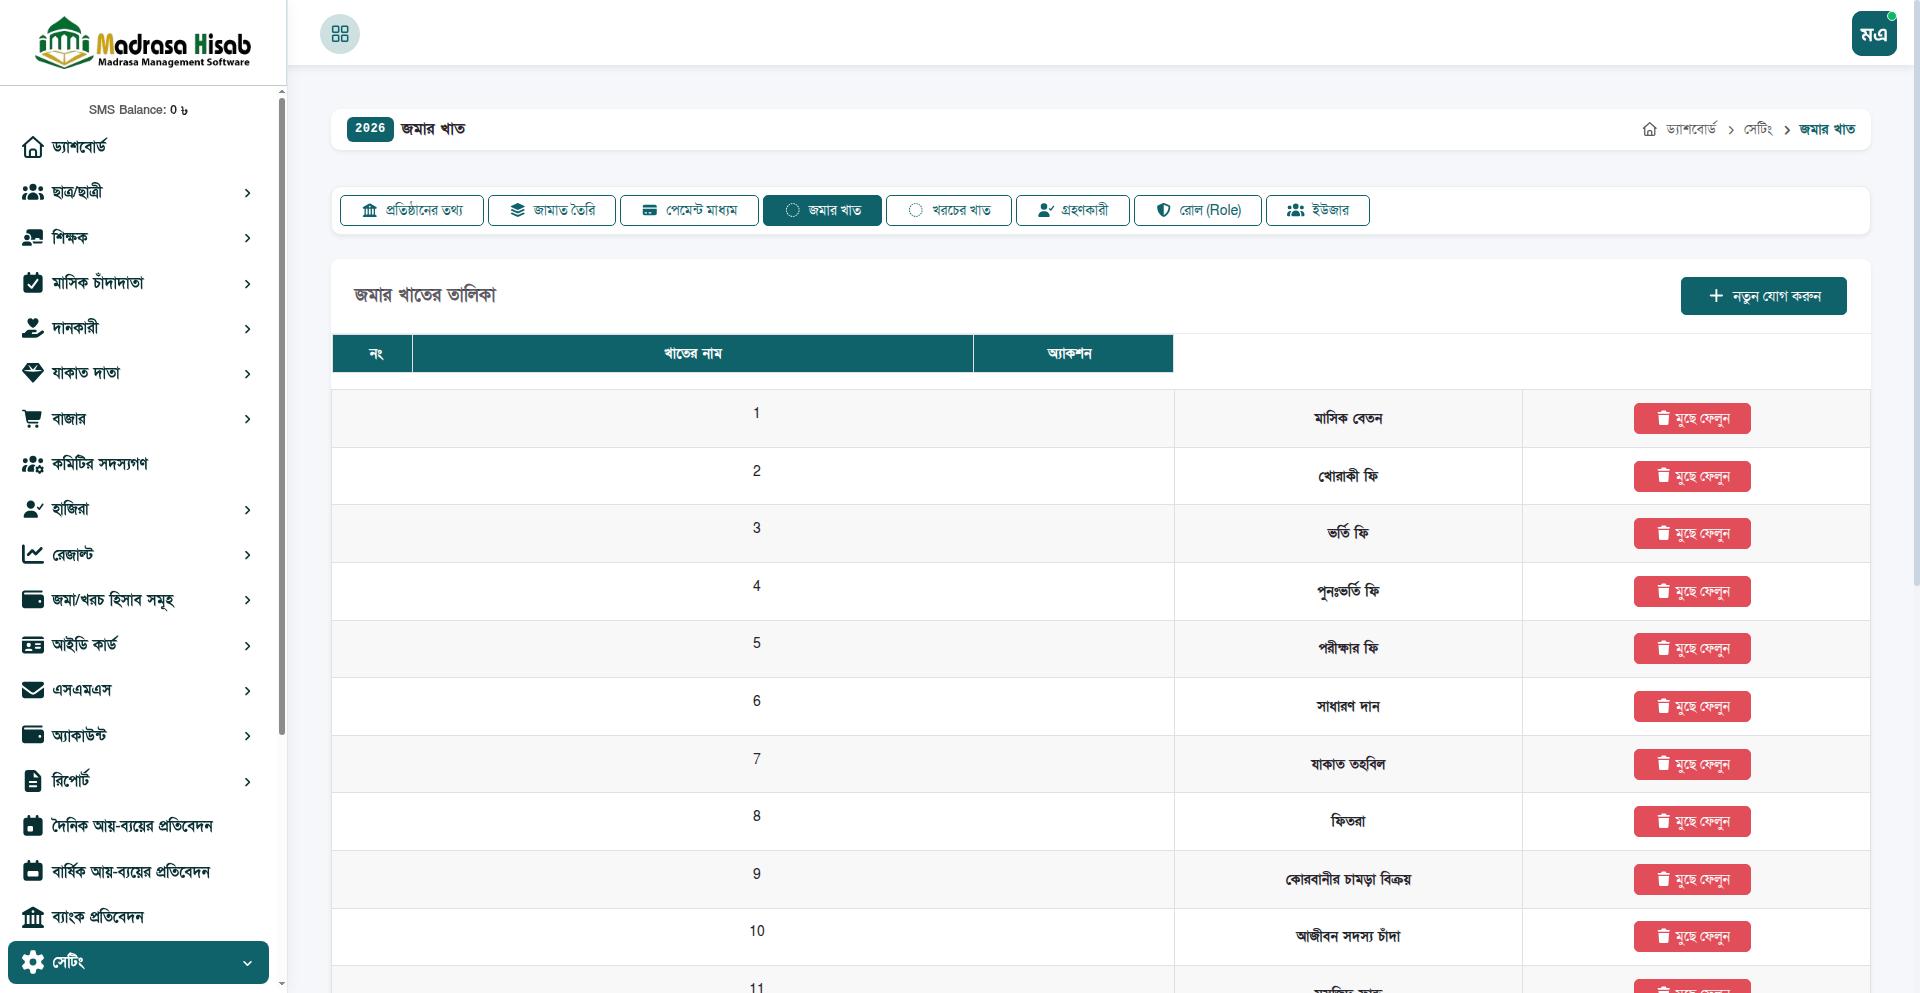 Madrasa Hisab
Madrasa Management Software
মএ
SMS Balance: 0 ৳
ড্যাশবোর্ড
ছাত্র/ছাত্রী
শিক্ষক
মাসিক চাঁদাদাতা
দানকারী
যাকাত দাতা
বাজার
কমিটির সদস্যগণ
হাজিরা
রেজাল্ট
জমা/খরচ হিসাব সমূহ
আইডি কার্ড
এসএমএস
অ্যাকাউন্ট
রিপোর্ট
দৈনিক আয়-ব্যয়ের প্রতিবেদন
বার্ষিক আয়-ব্যয়ের প্রতিবেদন
ব্যাংক প্রতিবেদন
সেটিং
2026 জমার খাত
ড্যাশবোর্ড > সেটিং > জমার খাত
প্রতিষ্ঠানের তথ্য জামাত তৈরি পেমেন্ট মাধ্যম জমার খাত খরচের খাত গ্রহণকারী রোল (Role) ইউজার
জমার খাতের তালিকা + নতুন যোগ করুন
নং খাতের নাম অ্যাকশন
1 মাসিক বেতন মুছে ফেলুন
2 খোরাকী ফি মুছে ফেলুন
3 ভর্তি ফি মুছে ফেলুন
4 পুনঃভর্তি ফি মুছে ফেলুন
5 পরীক্ষার ফি মুছে ফেলুন
6 সাধারণ দান মুছে ফেলুন
7 যাকাত তহবিল মুছে ফেলুন
8 ফিতরা মুছে ফেলুন
9 কোরবানীর চামড়া বিক্রয় মুছে ফেলুন
10 আজীবন সদস্য চাঁদা মুছে ফেলুন
11